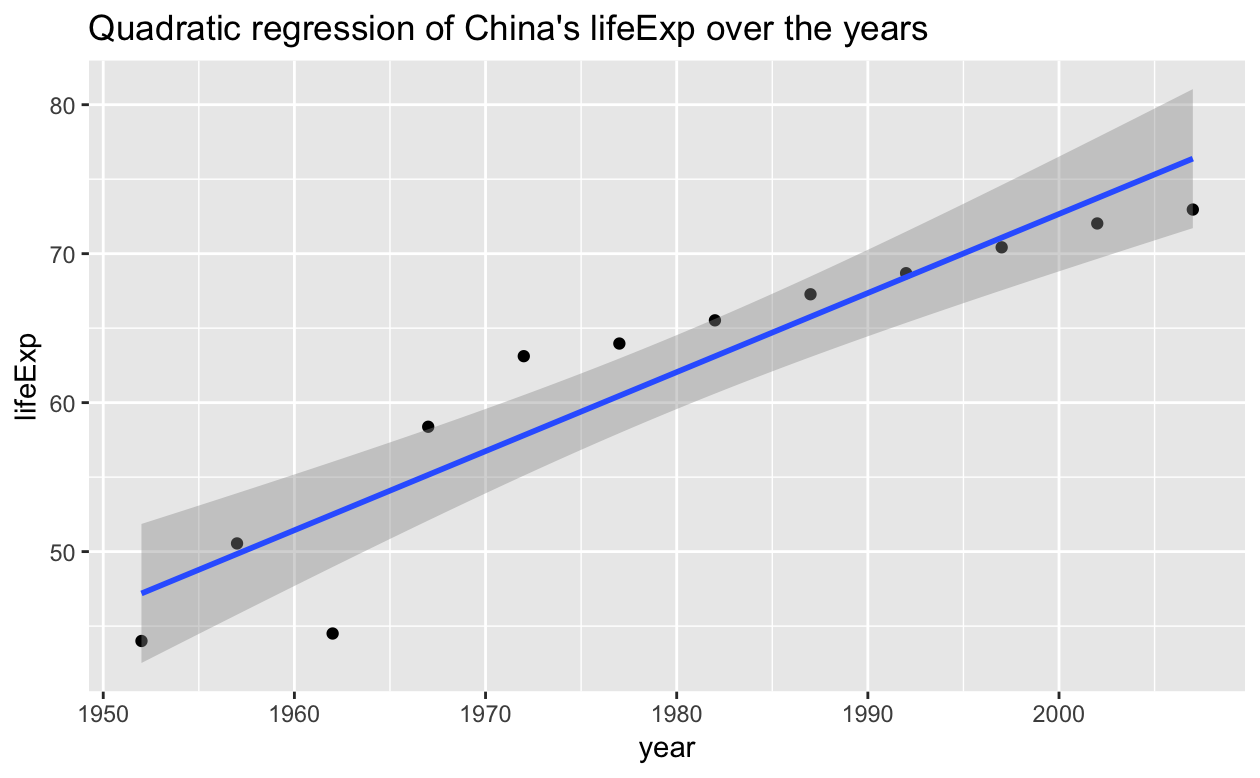 Quadratic regression of China's lifeExp over the years
80
70
60
50
lifeExp
1950 1960 1970 1980 1990 2000
year